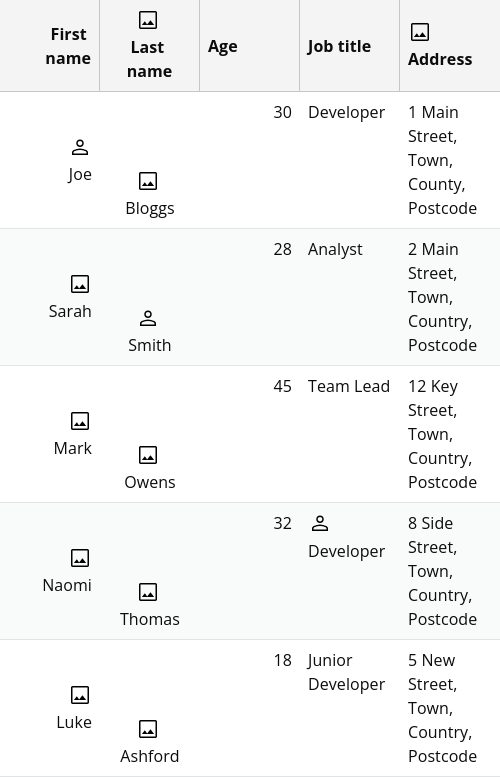 First name
Last name
Age
Job title
Address
Joe
Bloggs
30
Developer
1 Main
Street,
Town,
County,
Postcode
Sarah
Smith
28
Analyst
2 Main
Street,
Town,
Country,
Postcode
Mark
Owens
45
Team Lead
12 Key
Street,
Town,
Country,
Postcode
Naomi
Thomas
32
Developer
8 Side
Street,
Town,
Country,
Postcode
Luke
Ashford
18
Junior
Developer
5 New
Street,
Town,
Country,
Postcode